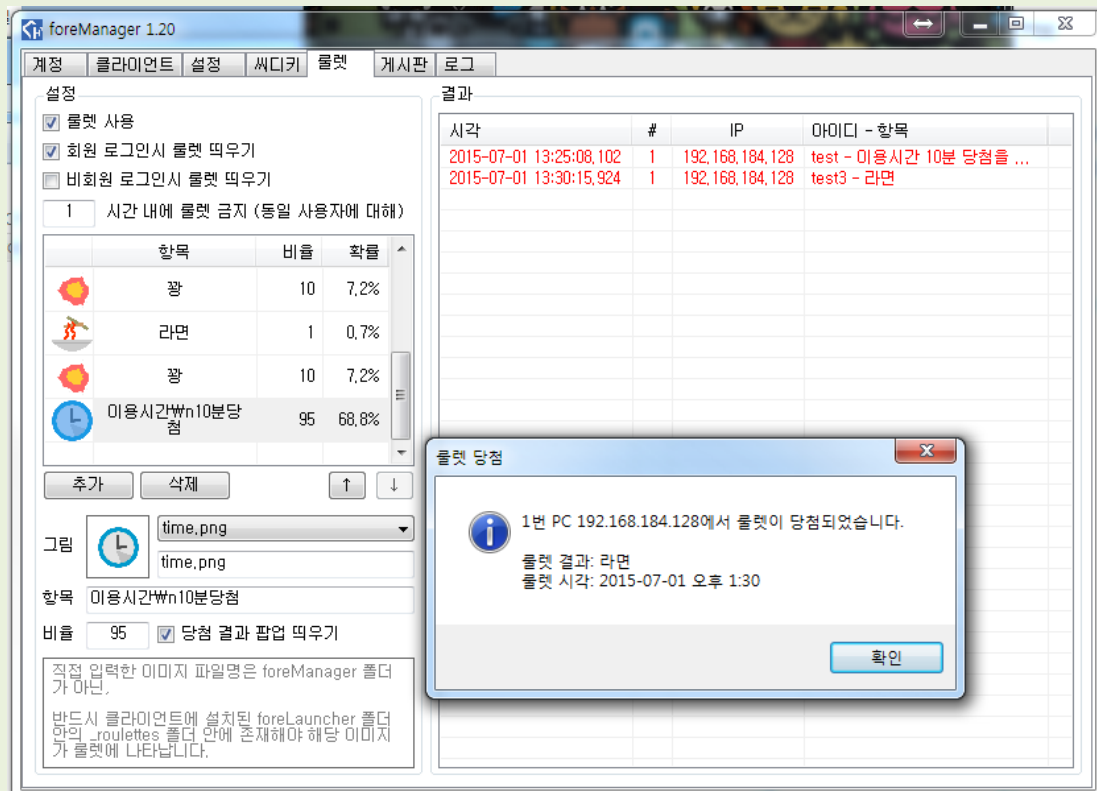 foreManager 1.20
계정 클라이언트 설정 씨디키 룰렛 게시판 로그
설정
룰렛 사용
회원 로그인시 룰렛 띄우기
비회원 로그인시 룰렛 띄우기
1 시간 내에 룰렛 금지 (동일 사용자에 대해)
항목 비율 확률
꽝 10 7,2%
라면 1 0,7%
꽝 10 7,2%
이용시간₩n10분당
첨 95 68,8%
추가 삭제 ↑ ↓
그림 time,png
time,png
항목 이용시간₩n10분당첨
비율 95 당첨 결과 팝업 띄우기
직접 입력한 이미지 파일명은 foreManager 폴더
가 아닌,
반드시 클라이언트에 설치된 foreLauncher 폴더
안의 _roulettes 폴더 안에 존재해야 해당 이미지
가 룰렛에 나타납니다,
결과
시각 # IP 아이디 - 항목
2015-07-01 13:25:08,102 1 192,168,184,128 test - 이용시간 10분 당첨을 ...
2015-07-01 13:30:15,924 1 192,168,184,128 test3 - 라면
룰렛 당첨
1번 PC 192.168.184.128에서 룰렛이 당첨되었습니다.
룰렛 결과: 라면
룰렛 시각: 2015-07-01 오후 1:30
확인